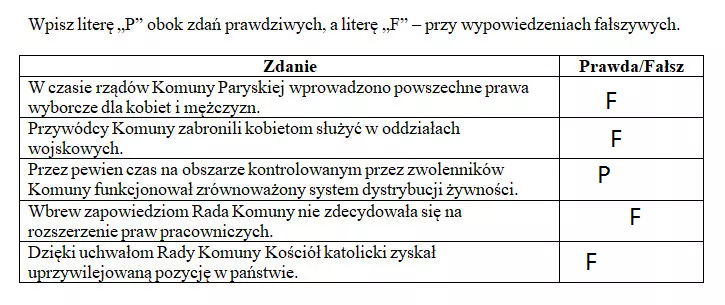 Wpisz literę „P” obok zdań prawdziwych, a literę „F” – przy wypowiedzeniach fałszywych.
Zdanie Prawda/Fałsz
W czasie rządów Komuny Paryskiej wprowadzono powszechne prawa
wyborcze dla kobiet i mężczyzn. F
Przywódcy Komuny zabronili kobietom służyć w oddziałach
wojskowych. F
Przez pewien czas na obszarze kontrolowanym przez zwolenników
Komuny funkcjonował zrównoważony system dystrybucji żywności. P
Wbrew zapowiedziom Rada Komuny nie zdecydowała się na
rozszerzenie praw pracowniczych. F
Dzięki uchwałom Rady Komuny Kościół katolicki zyskał
uprzywilejowaną pozycję w państwie. F